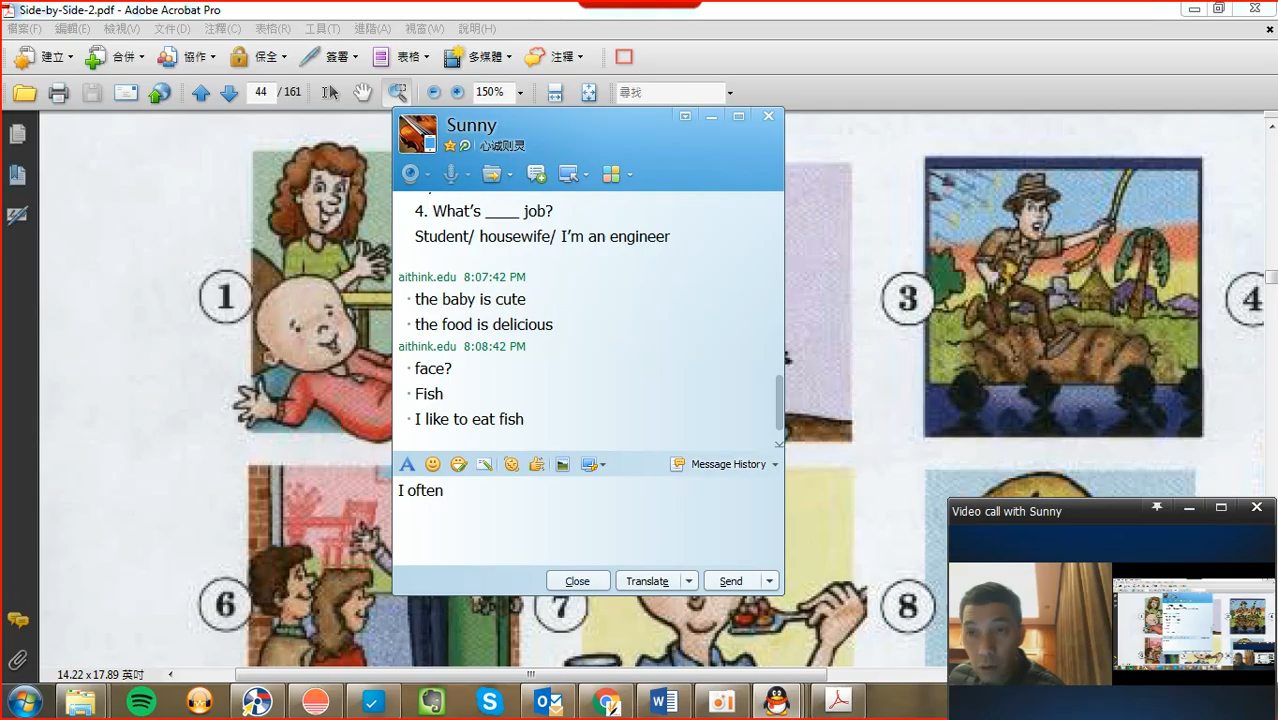 Side-by-Side-2.pdf - Adobe Acrobat Pro
檔案(F) 編輯(E) 檢視(V) 文件(D) 注釋(C) 表格(R) 工具(T) 進階(A) 視窗(W) 說明(H)
建立 合併 協作 保全 簽署 表格 多媒體 注釋
44 / 161 150% 尋找
Sunny
心诚则灵
4. What's ____ job?
Student/ housewife/ I'm an engineer
aithink.edu 8:07:42 PM
the baby is cute
the food is delicious
aithink.edu 8:08:42 PM
face?
Fish
I like to eat fish
Message History
I often
Close Translate Send
1
3
4
6
7
8
Video call with Sunny
14.22 x 17.89 英吋